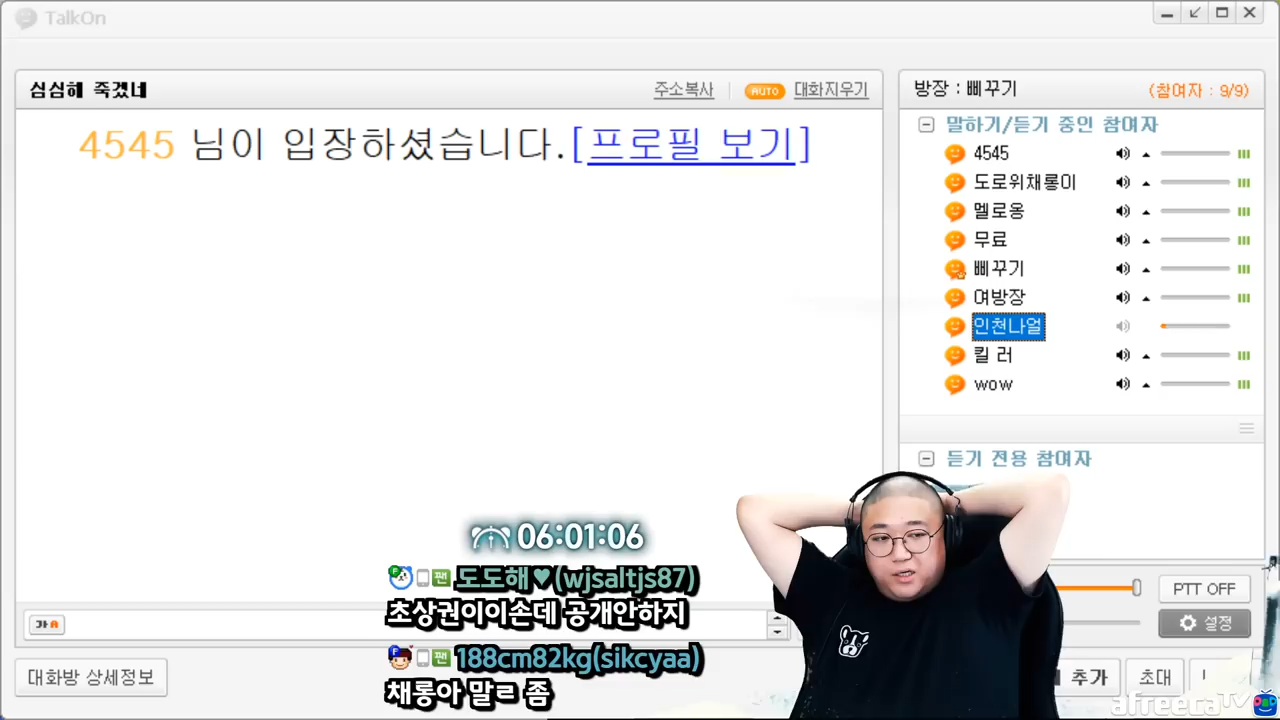 TalkOn
심심해 죽겠네
주소복사
AUTO
대화지우기
4545 님이 입장하셨습니다.[프로필 보기]
방장 : 삐꾸기
(참여자 : 9/9)
말하기/듣기 중인 참여자
4545
도로위채롱이
멜로옹
무료
삐꾸기
여방장
인천나얼
킬 러
wow
듣기 전용 참여자
06:01:06
팬 도도해♥(wjsaltjs87)
초상권이이손데 공개안하지
팬 188cm82kg(sikcyaa)
채롱아 말ㄹ 좀
PTT OFF
설정
가A
대화방 상세정보
추가
초대
afreecaTV